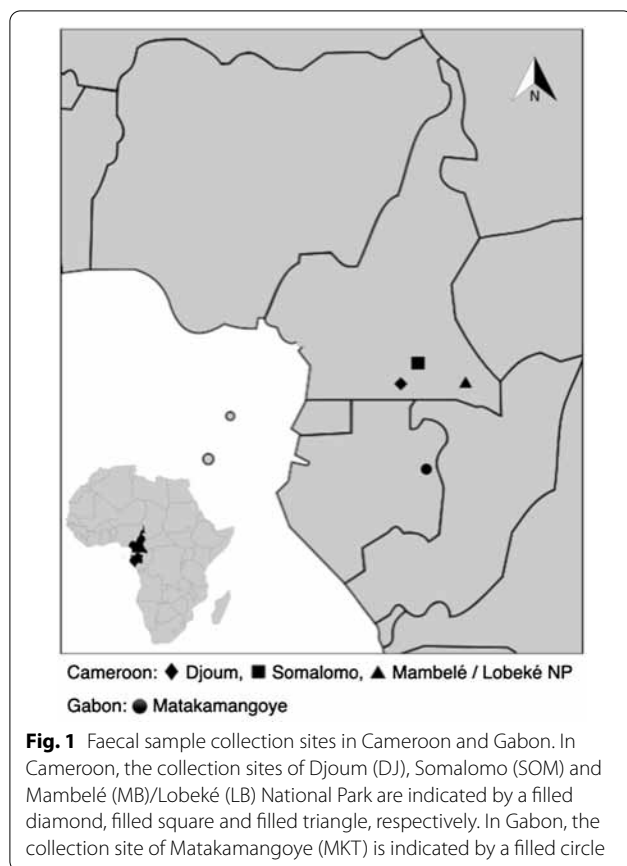 N
Cameroon: ◆ Djoum, ■ Somalomo, ▲ Mambelé / Lobeké NP
Gabon: ● Matakamangoye
Fig. 1 Faecal sample collection sites in Cameroon and Gabon. In
Cameroon, the collection sites of Djoum (DJ), Somalomo (SOM) and
Mambelé (MB)/Lobeké (LB) National Park are indicated by a filled
diamond, filled square and filled triangle, respectively. In Gabon, the
collection site of Matakamangoye (MKT) is indicated by a filled circle